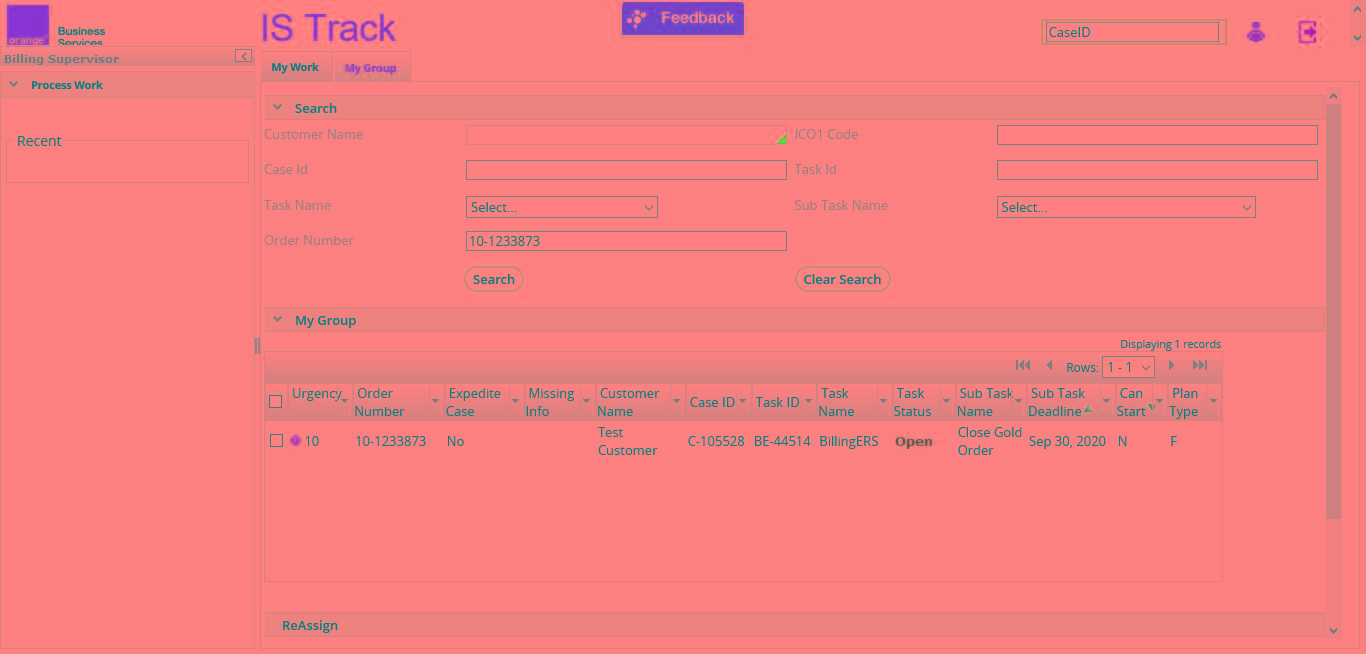 orange™
Business
Services
IS Track
Feedback
CaseID
Billing Supervisor
Process Work
Recent
My Work
My Group
Search
Customer Name
ICO1 Code
Case Id
Task Id
Task Name Select...
Sub Task Name Select...
Order Number 10-1233873
Search
Clear Search
My Group
Displaying 1 records
Rows: 1 - 1
Urgency Order Number Expedite Case Missing Info Customer Name Case ID Task ID Task Name Task Status Sub Task Name Sub Task Deadline Can Start Plan Type
10 10-1233873 No Test Customer C-105528 BE-44514 BillingERS Open Close Gold Order Sep 30, 2020 N F
ReAssign